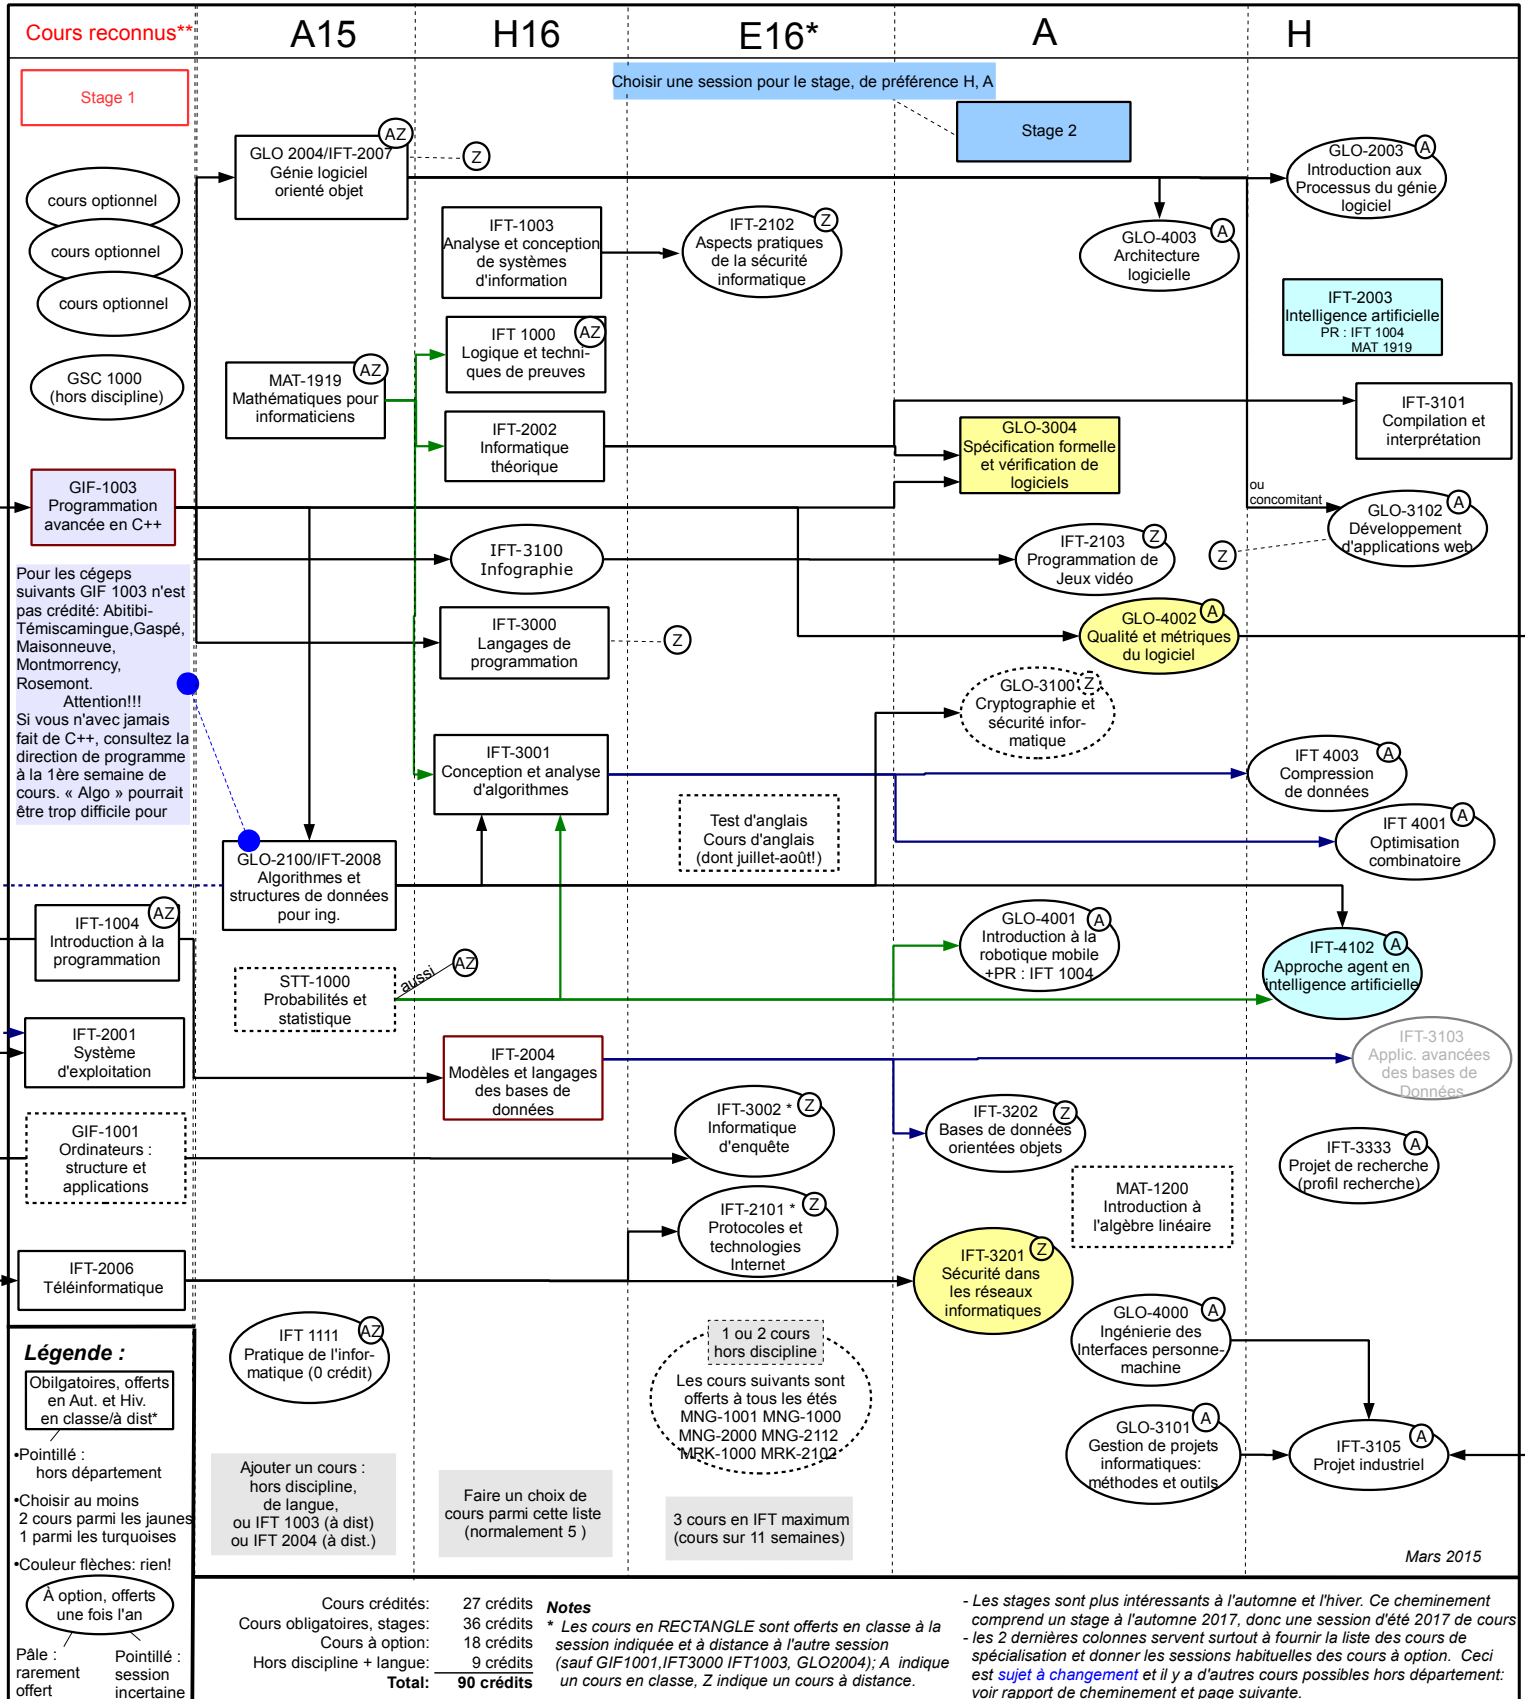 Cours reconnus**
A15
H16
E16*
A
H
Stage 1
Choisir une session pour le stage, de préférence H, A
Stage 2
cours optionnel
cours optionnel
cours optionnel
GSC 1000
(hors discipline)
GIF-1003
Programmation
avancée en C++
Pour les cégeps
suivants GIF 1003 n'est
pas crédité: Abitibi-
Témiscamingue,Gaspé,
Maisonneuve,
Montmorrency,
Rosemont.
Attention!!!
Si vous n'avec jamais
fait de C++, consultez la
direction de programme
à la 1ère semaine de
cours. « Algo » pourrait
être trop difficile pour
IFT-1004
AZ
Introduction à la
programmation
IFT-2001
Système
d'exploitation
GIF-1001
Ordinateurs :
structure et
applications
IFT-2006
Téléinformatique
GLO 2004/IFT-2007
Génie logiciel
orienté objet
AZ
Z
MAT-1919
Mathématiques pour
informaticiens
AZ
GLO-2100/IFT-2008
Algorithmes et
structures de données
pour ing.
STT-1000
Probabilités et
statistique
aussi
AZ
IFT 1111
Pratique de l'infor-
matique (0 crédit)
AZ
Ajouter un cours :
hors discipline,
de langue,
ou IFT 1003 (à dist)
ou IFT 2004 (à dist.)
IFT-1003
Analyse et conception
de systèmes
d'information
IFT 1000
Logique et techni-
ques de preuves
AZ
IFT-2002
Informatique
théorique
IFT-3100
Infographie
IFT-3000
Langages de
programmation
Z
IFT-3001
Conception et analyse
d'algorithmes
IFT-2004
Modèles et langages
des bases de
données
Faire un choix de
cours parmi cette liste
(normalement 5 )
IFT-2102
Aspects pratiques
de la sécurité
informatique
Z
Test d'anglais
Cours d'anglais
(dont juillet-août!)
IFT-3002 *
Informatique
d'enquête
Z
IFT-2101 *
Protocoles et
technologies
Internet
Z
1 ou 2 cours
hors discipline
Les cours suivants sont
offerts à tous les étés
MNG-1001 MNG-1000
MNG-2000 MNG-2112
MRK-1000 MRK-2102
3 cours en IFT maximum
(cours sur 11 semaines)
GLO-4003
Architecture
logicielle
A
GLO-3004
Spécification formelle
et vérification de
logiciels
IFT-2103
Programmation de
Jeux vidéo
Z
GLO-4002
Qualité et métriques
du logiciel
A
GLO-3100
Cryptographie et
sécurité infor-
matique
Z
GLO-4001
Introduction à la
robotique mobile
+PR : IFT 1004
A
IFT-3202
Bases de données
orientées objets
Z
MAT-1200
Introduction à
l'algèbre linéaire
IFT-3201
Sécurité dans
les réseaux
informatiques
Z
GLO-4000
Ingénierie des
Interfaces personne-
machine
A
GLO-3101
Gestion de projets
informatiques:
méthodes et outils
A
GLO-2003
Introduction aux
Processus du génie
logiciel
A
IFT-2003
Intelligence artificielle
PR : IFT 1004
MAT 1919
IFT-3101
Compilation et
interprétation
ou
concomitant
GLO-3102
Développement
d'applications web
A
Z
IFT 4003
Compression
de données
A
IFT 4001
Optimisation
combinatoire
A
IFT-4102
Approche agent en
intelligence artificielle
A
IFT-3103
Applic. avancées
des bases de
Données
IFT-3333
Projet de recherche
(profil recherche)
A
IFT-3105
Projet industriel
A
Mars 2015
Légende :
Obilgatoires, offerts
en Aut. et Hiv.
en classe/à dist*
•Pointillé :
hors département
•Choisir au moins
2 cours parmi les jaunes
1 parmi les turquoises
•Couleur flèches: rien!
À option, offerts
une fois l'an
Pâle :
rarement
offert
Pointillé :
session
incertaine
Cours crédités: 27 crédits
Cours obligatoires, stages: 36 crédits
Cours à option: 18 crédits
Hors discipline + langue: 9 crédits
Total: 90 crédits
Notes
* Les cours en RECTANGLE sont offerts en classe à la
session indiquée et à distance à l'autre session
(sauf GIF1001,IFT3000 IFT1003, GLO2004); A indique
un cours en classe, Z indique un cours à distance.
- Les stages sont plus intéressants à l'automne et l'hiver. Ce cheminement
comprend un stage à l'automne 2017, donc une session d'été 2017 de cours
- les 2 dernières colonnes servent surtout à fournir la liste des cours de
spécialisation et donner les sessions habituelles des cours à option. Ceci
est sujet à changement et il y a d'autres cours possibles hors département:
voir rapport de cheminement et page suivante.